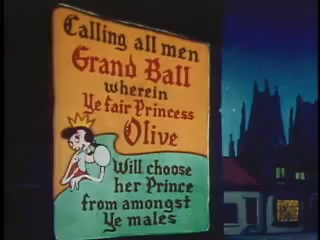 Calling all men
Grand Ball
wherein
Ye fair Princess
Olive
Will choose
her Prince
from amongst
Ye males